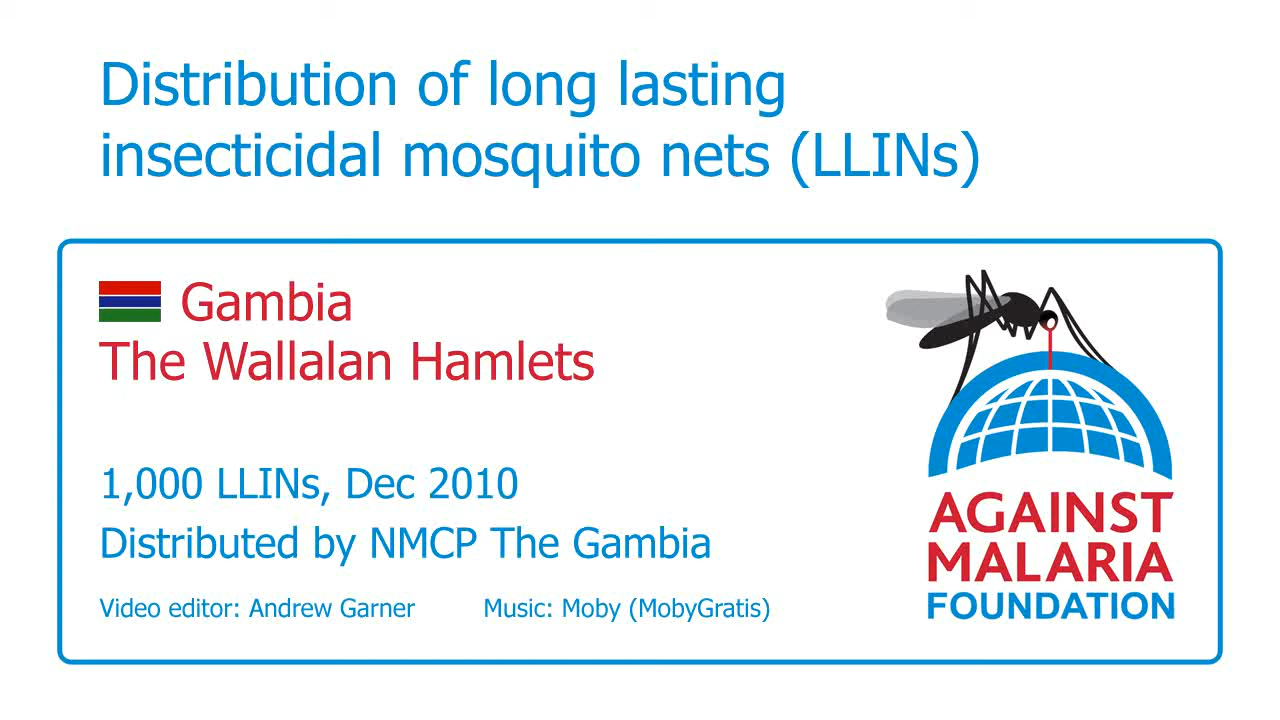 Distribution of long lasting
insecticidal mosquito nets (LLINs)
Gambia
The Wallalan Hamlets
1,000 LLINs, Dec 2010
Distributed by NMCP The Gambia
Video editor: Andrew Garner
Music: Moby (MobyGratis)
AGAINST
MALARIA
FOUNDATION